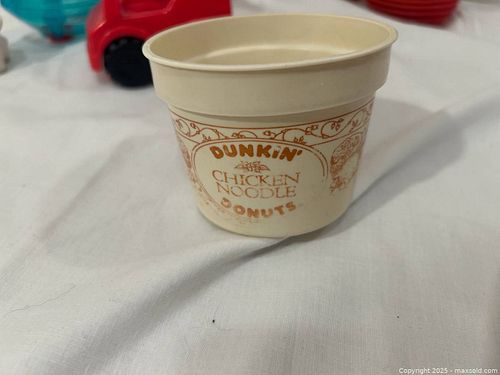 DUNKIN'
CHICKEN
NOODLE
DONUTS
Copyright 2025 - maxsold.com